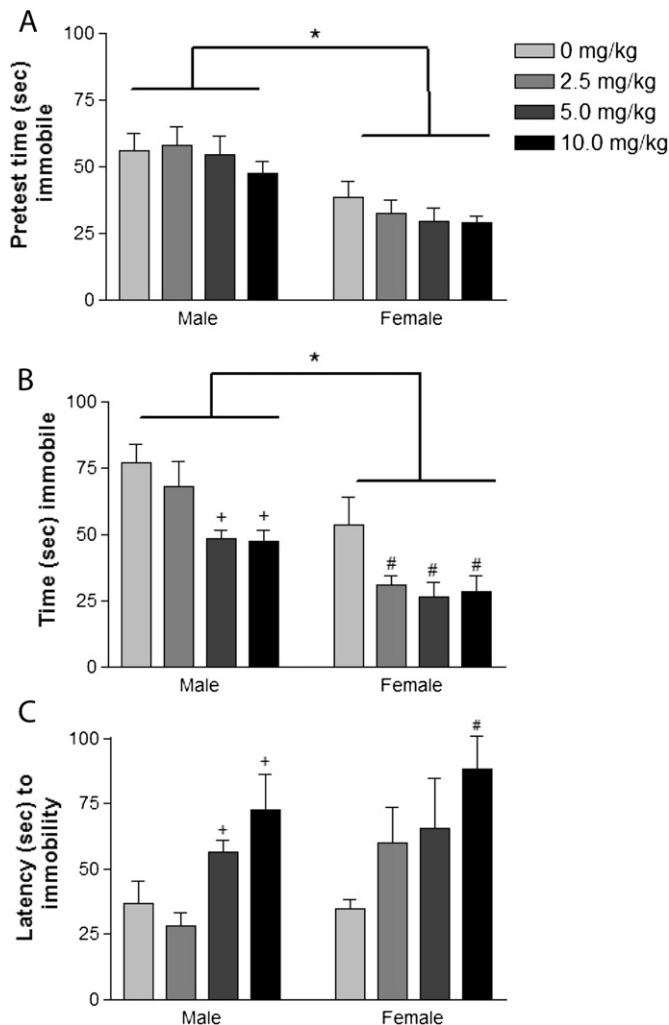 A
Pretest time (sec)
immobile
100
75
50
25
0
*
Male
Female
0 mg/kg
2.5 mg/kg
5.0 mg/kg
10.0 mg/kg
B
Time (sec) immobile
100
75
50
25
0
*
+
+
#
#
#
Male
Female
C
Latency (sec) to
immobility
100
75
50
25
0
+
+
#
Male
Female